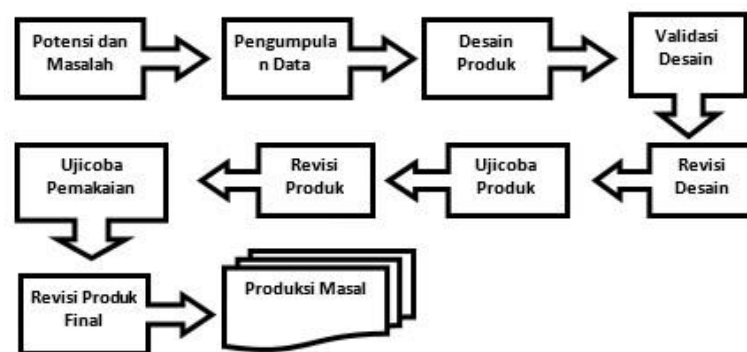 Potensi dan
Masalah
Pengumpula
n Data
Desain
Produk
Validasi
Desain
Revisi
Desain
Ujicoba
Produk
Revisi
Produk
Ujicoba
Pemakaian
Revisi Produk
Final
Produksi Masal